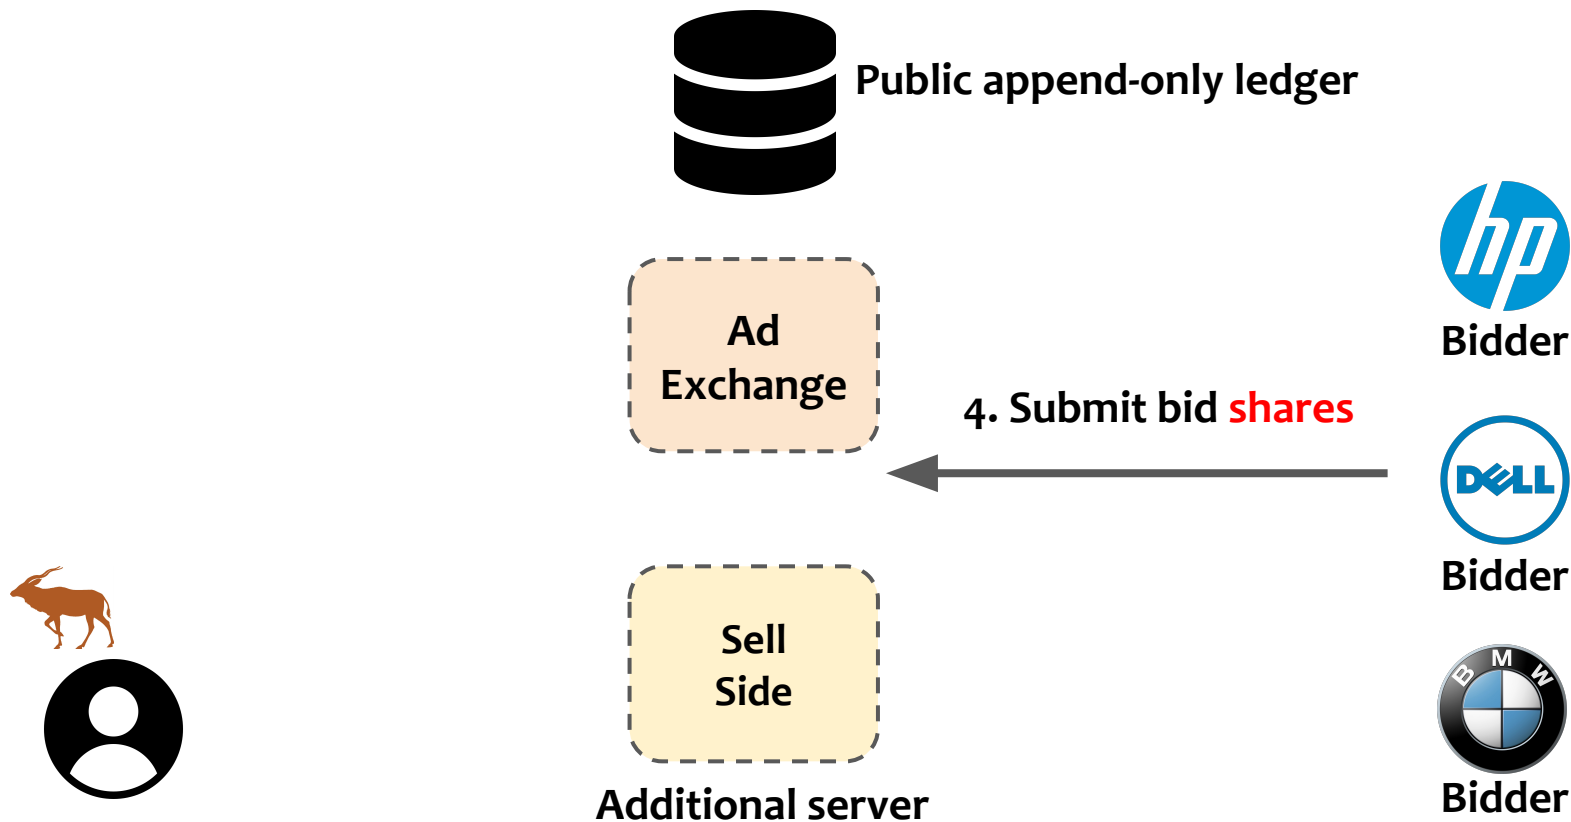 Public append-only ledger
hp
Bidder
Ad
Exchange
4. Submit bid shares
DELL
Bidder
Sell
Side
BMW
Bidder
Additional server